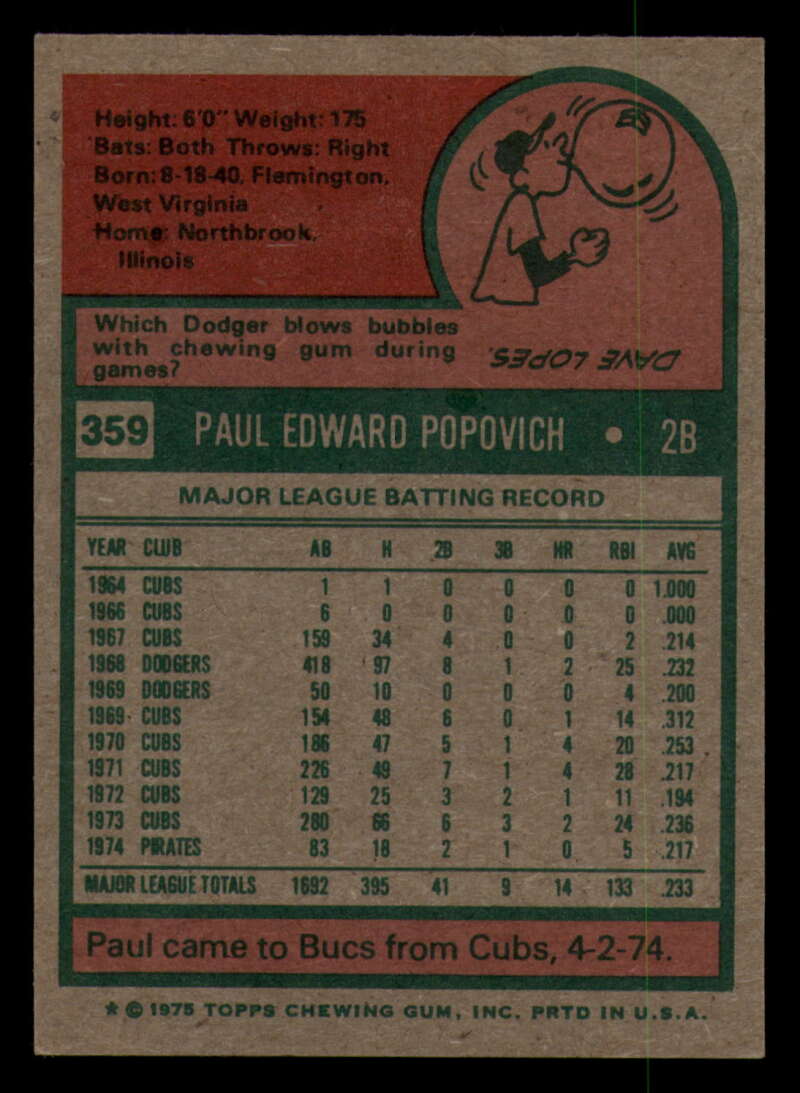 Height: 6'0" Weight: 175
Bats: Both Throws: Right
Born: 8-18-40, Flemington,
West Virginia
Home: Northbrook,
Illinois
Which Dodger blows bubbles
with chewing gum during
games?
DAVE LOPES.
359 PAUL EDWARD POPOVICH • 2B
MAJOR LEAGUE BATTING RECORD
YEAR CLUB AB H 2B 3B HR RBI AVG
1964 CUBS 1 1 0 0 0 0 1.000
1966 CUBS 6 0 0 0 0 0 .000
1967 CUBS 159 34 4 0 0 2 .214
1968 DODGERS 418 97 8 1 2 25 .232
1969 DODGERS 50 10 0 0 0 4 .200
1969 CUBS 154 48 6 0 1 14 .312
1970 CUBS 186 47 5 1 4 20 .253
1971 CUBS 226 49 7 1 4 28 .217
1972 CUBS 129 25 3 2 1 11 .194
1973 CUBS 280 66 6 3 2 24 .236
1974 PIRATES 83 18 2 1 0 5 .217
MAJOR LEAGUE TOTALS 1692 395 41 9 14 133 .233
Paul came to Bucs from Cubs, 4-2-74.
* © 1975 TOPPS CHEWING GUM, INC. PRTD IN U.S.A.